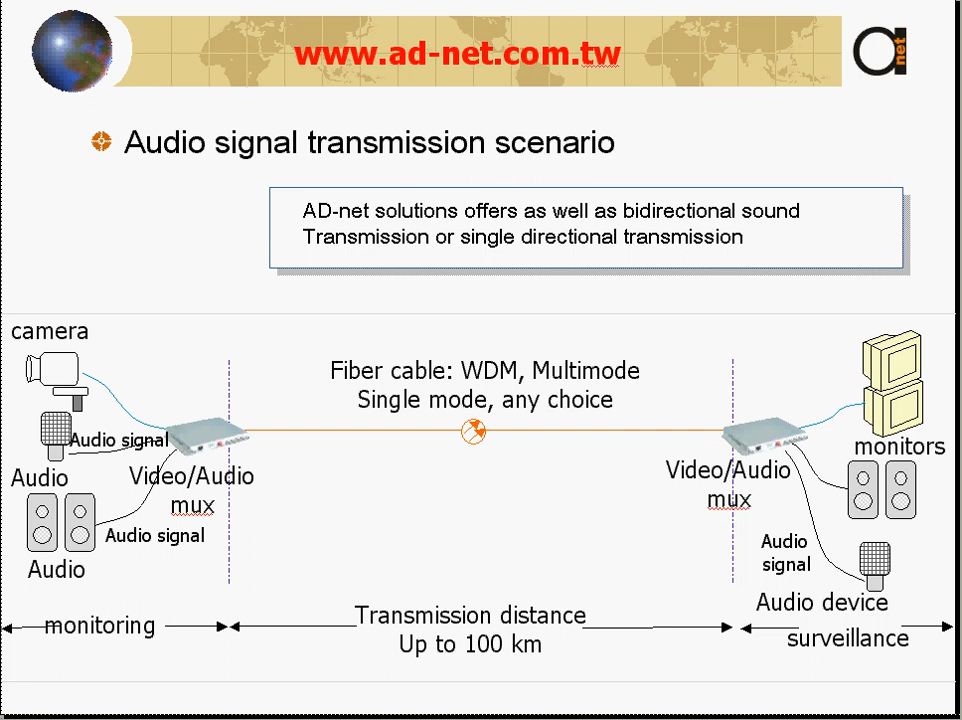 www.ad-net.com.tw
a
net
Audio signal transmission scenario
AD-net solutions offers as well as bidirectional sound
Transmission or single directional transmission
camera
Fiber cable: WDM, Multimode
Single mode, any choice
Audio signal
monitors
Audio
Video/Audio
mux
Video/Audio
mux
Audio signal
Audio
signal
Audio
Audio device
monitoring
Transmission distance
Up to 100 km
surveillance